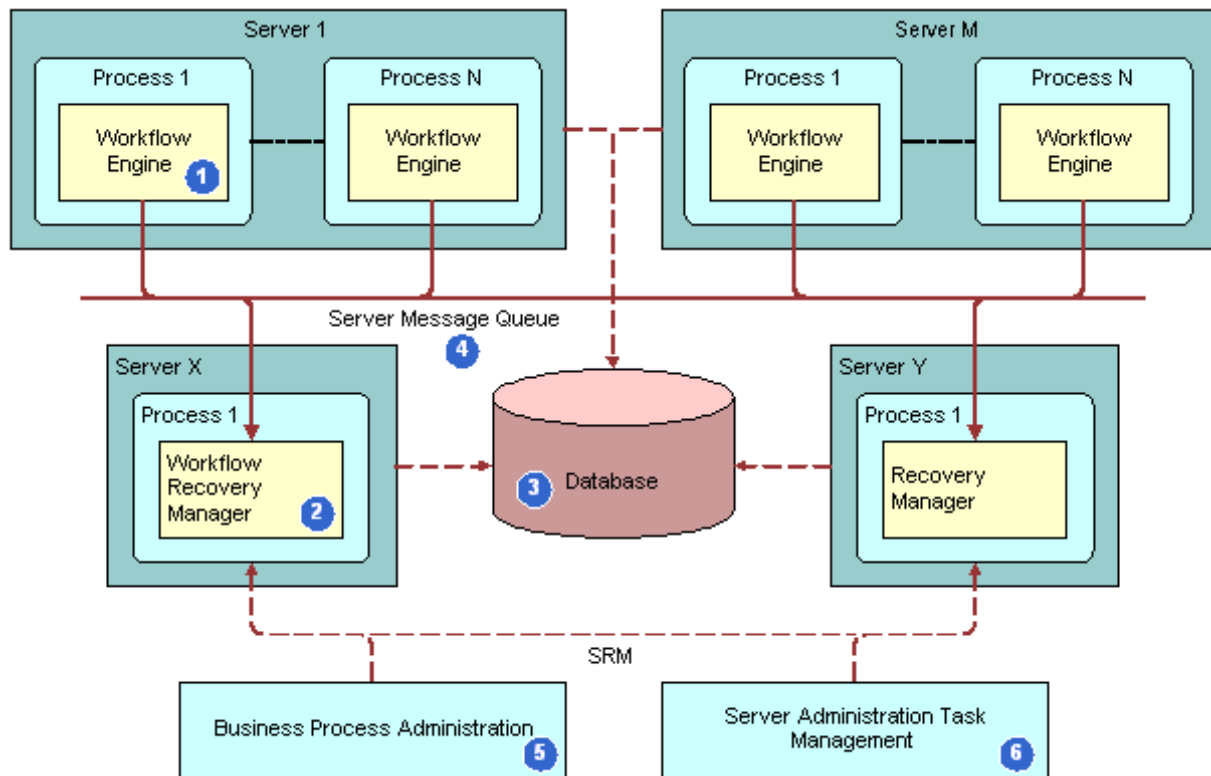 Server 1
Server M
Process 1
Process N
Process 1
Process N
Workflow
Engine
1
Workflow
Engine
Workflow
Engine
Workflow
Engine
Server Message Queue
4
Server X
Process 1
Workflow
Recovery
Manager
2
3
Database
Server Y
Process 1
Recovery
Manager
SRM
Business Process Administration
5
Server Administration Task
Management
6